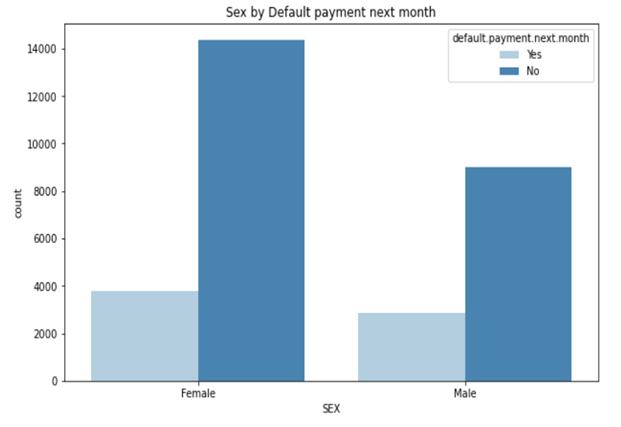 Sex by Default payment next month
default.payment.next.month
Yes
No
14000
12000
10000
8000
6000
4000
2000
0
count
Female
Male
SEX